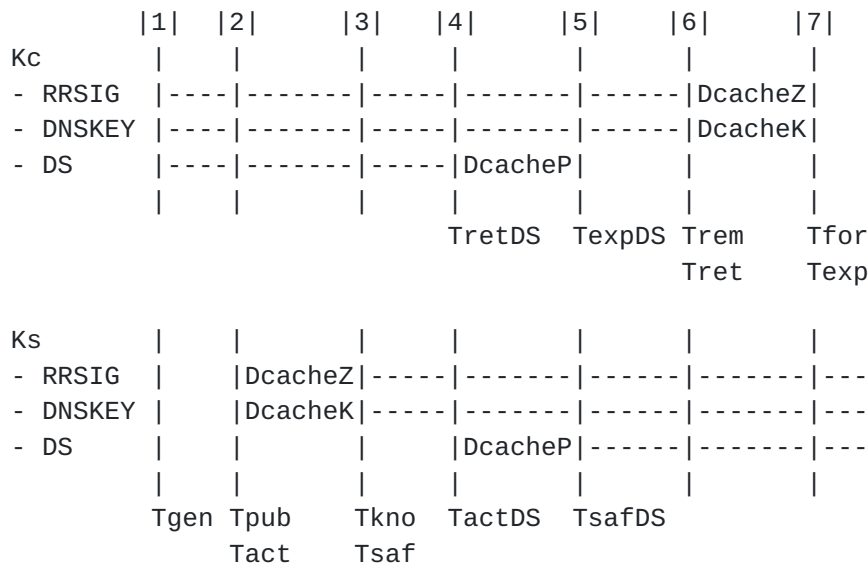 |1|  |2|     |3|   |4|     |5|    |6|     |7|
Kc       |    |       |     |       |      |       |
- RRSIG  |----|-------|-----|-------|------|DcacheZ|
- DNSKEY |----|-------|-----|-------|------|DcacheK|
- DS     |----|-------|-----|DcacheP|      |       |
         |    |       |     |       |      |       |
                            TretDS  TexpDS Trem    Tfor
                                           Tret    Texp
Ks       |    |       |     |       |      |       |
- RRSIG  |    |DcacheZ|-----|-------|------|-------|---
- DNSKEY |    |DcacheK|-----|-------|------|-------|---
- DS     |    |       |     |DcacheP|------|-------|---
         |    |       |     |       |      |       |
         Tgen Tpub    Tkno  TactDS  TsafDS
              Tact    Tsaf